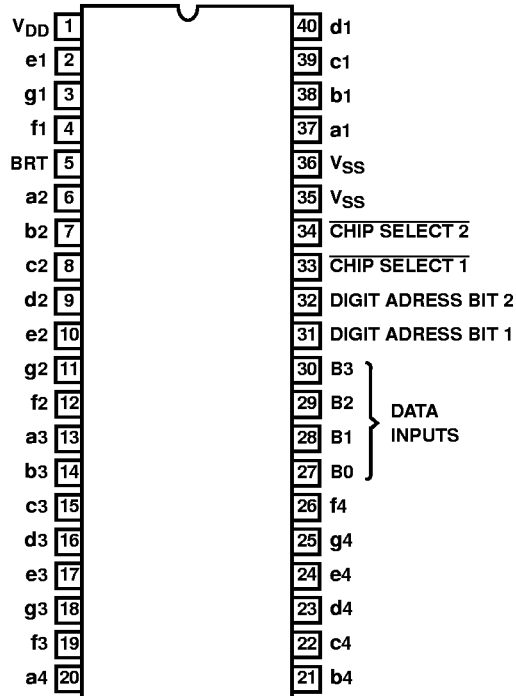 VDD 1 40 d1
e1 2 39 c1
g1 3 38 b1
f1 4 37 a1
BRT 5 36 VSS
a2 6 35 VSS
b2 7 34 CHIP SELECT 2
c2 8 33 CHIP SELECT 1
d2 9 32 DIGIT ADRESS BIT 2
e2 10 31 DIGIT ADRESS BIT 1
g2 11 30 B3
f2 12 29 B2
DATA
INPUTS
a3 13 28 B1
b3 14 27 B0
c3 15 26 f4
d3 16 25 g4
e3 17 24 e4
g3 18 23 d4
f3 19 22 c4
a4 20 21 b4